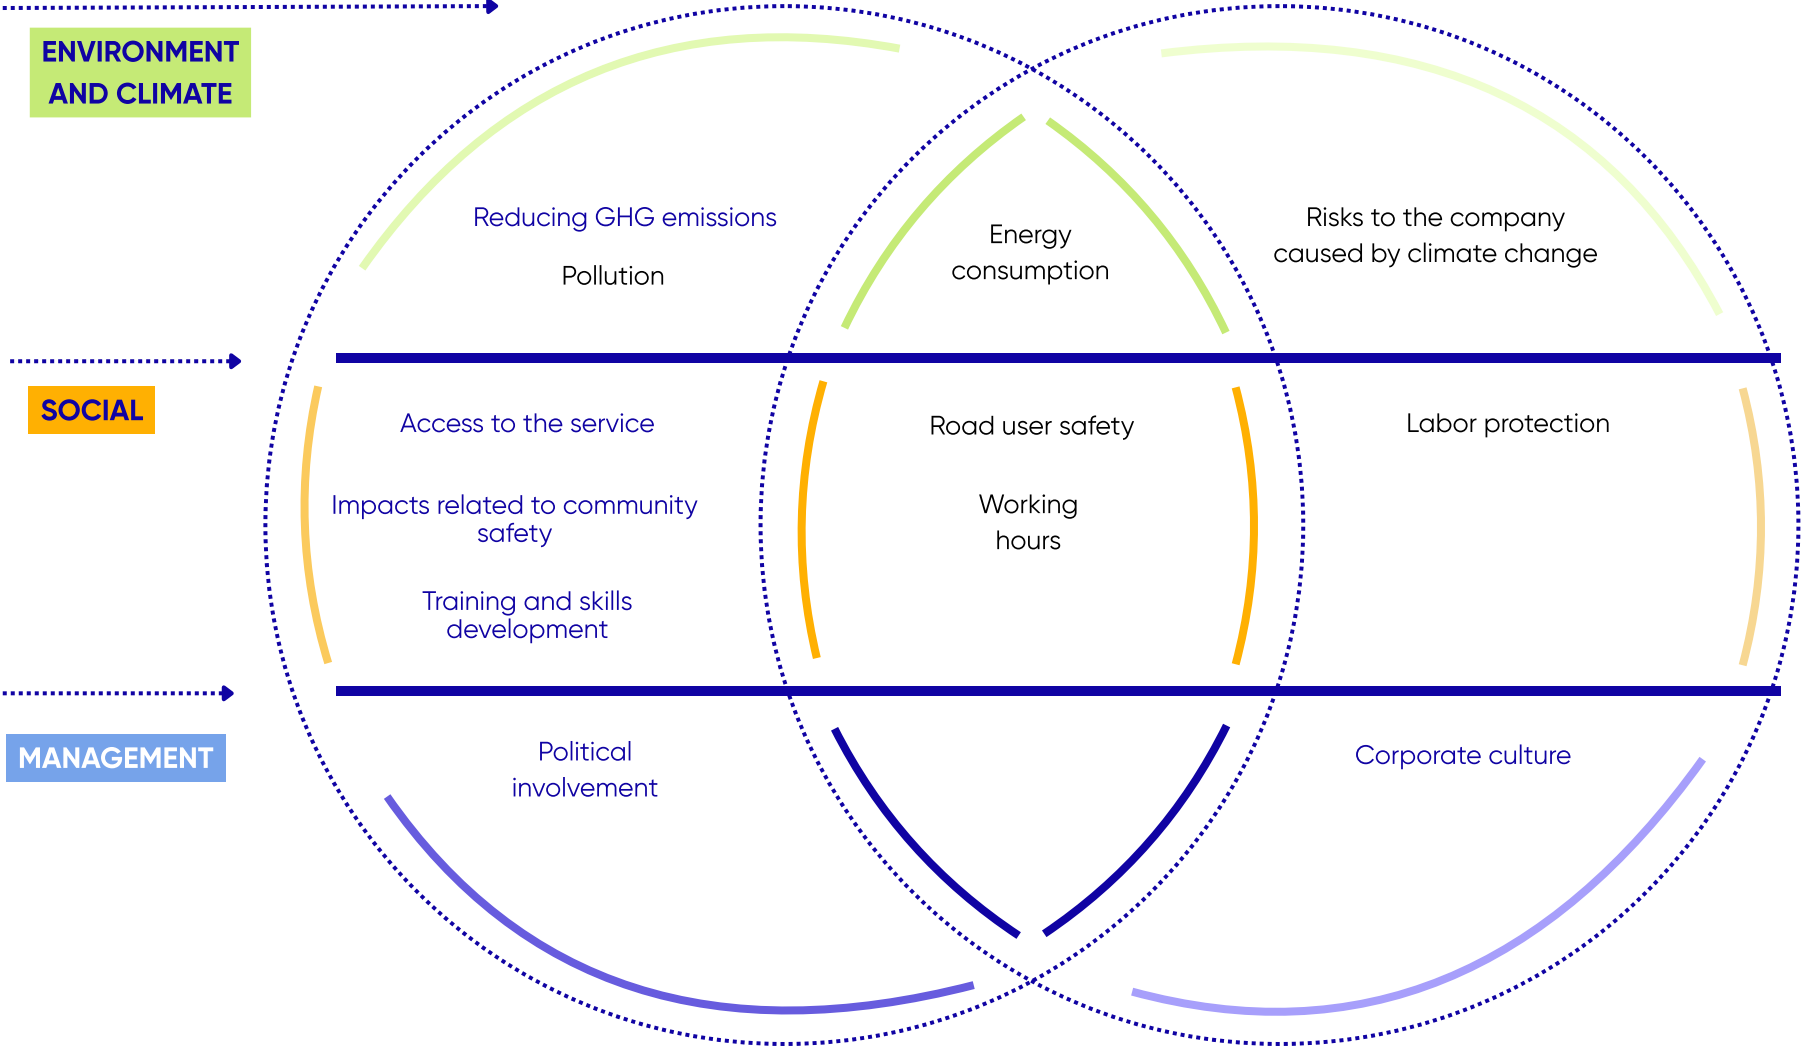 ENVIRONMENT
AND CLIMATE
Reducing GHG emissions
Pollution
Energy
consumption
Risks to the company
caused by climate change
SOCIAL
Access to the service
Impacts related to community
safety
Training and skills
development
Road user safety
Working
hours
Labor protection
MANAGEMENT
Political
involvement
Corporate culture